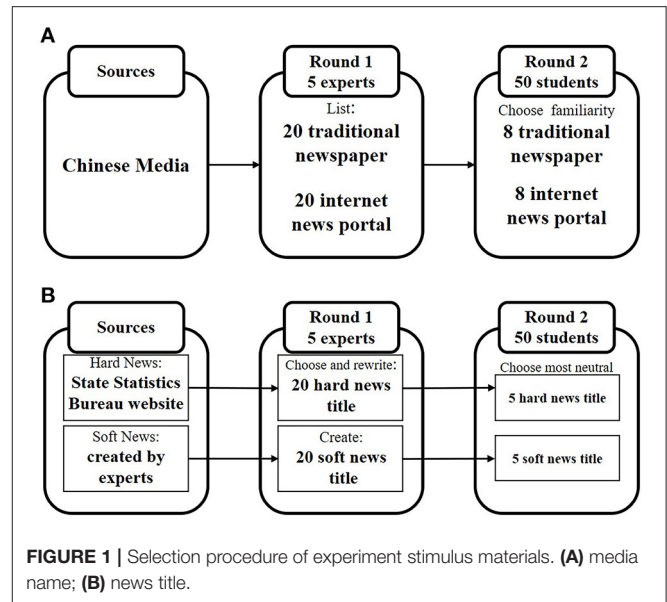 A
Sources
Chinese Media
Round 1
5 experts
List:
20 traditional
newspaper
20 internet
news portal
Round 2
50 students
Choose familiarity
8 traditional
newspaper
8 internet
news portal
B
Sources
Hard News:
State Statistics
Bureau website
Soft News:
created by
experts
Round 1
5 experts
Choose and rewrite:
20 hard news
title
Create:
20 soft news
title
Round 2
50 students
Choose most neutral
5 hard news title
5 soft news title
FIGURE 1 | Selection procedure of experiment stimulus materials. (A) media
name; (B) news title.